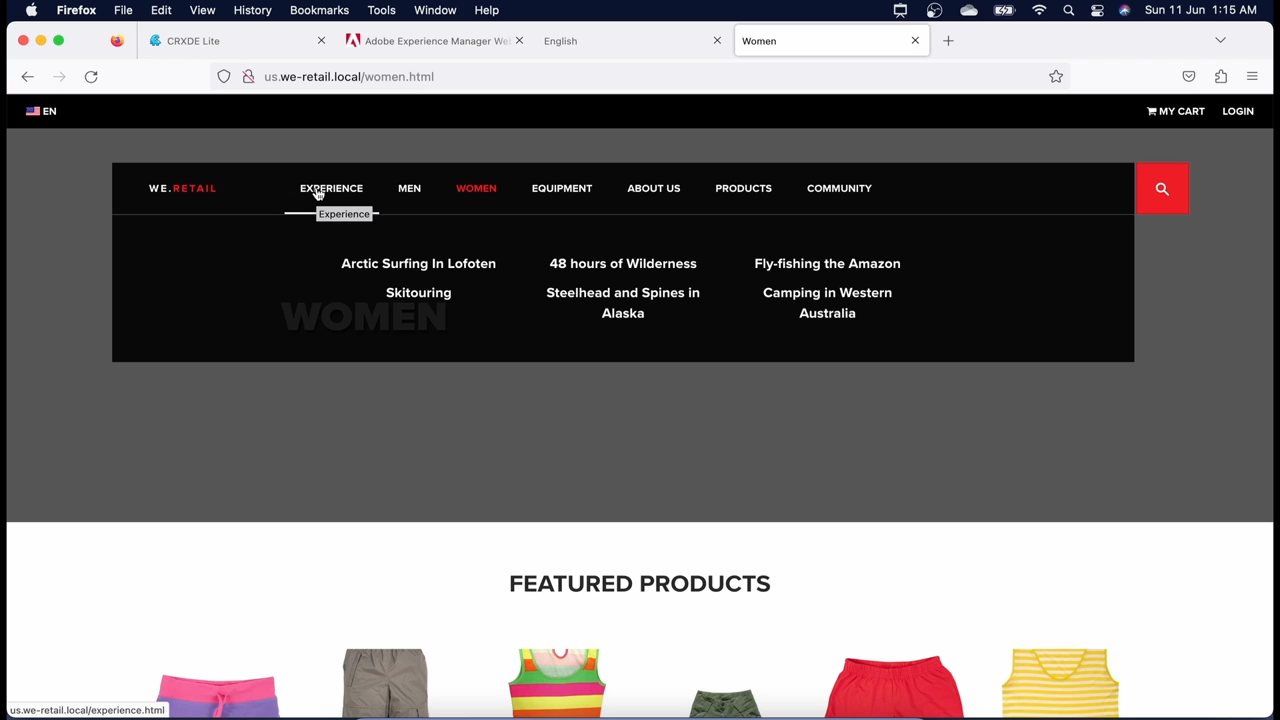 Firefox File Edit View History Bookmarks Tools Window Help Sun 11 Jun 1:15 AM
CRXDE Lite Adobe Experience Manager We English Women
us.we-retail.local/women.html
EN MY CART LOGIN
WE.RETAIL EXPERIENCE MEN WOMEN EQUIPMENT ABOUT US PRODUCTS COMMUNITY
Experience
Arctic Surfing In Lofoten 48 hours of Wilderness Fly-fishing the Amazon
Skitouring Steelhead and Spines in Camping in Western
Alaska Australia
WOMEN
FEATURED PRODUCTS
us.we-retail.local/experience.html